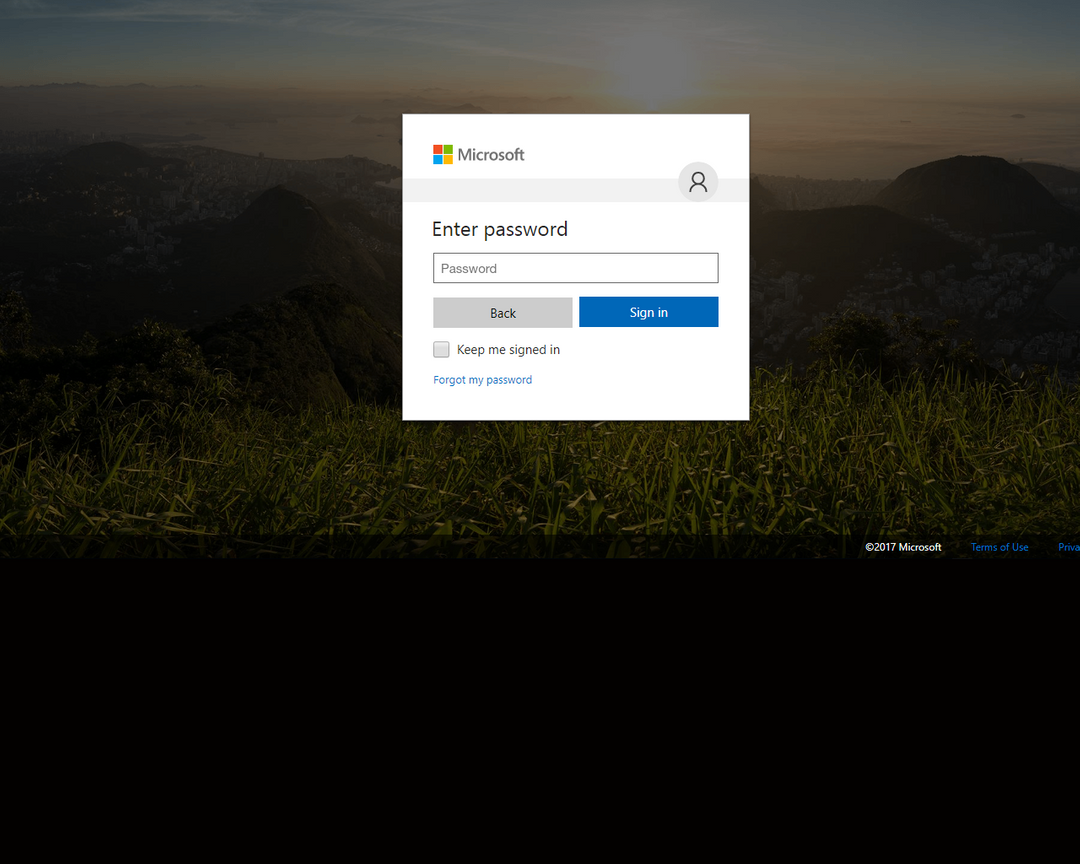 Microsoft
Enter password
Password
Back Sign in
Keep me signed in
Forgot my password
©2017 Microsoft Terms of Use Priva